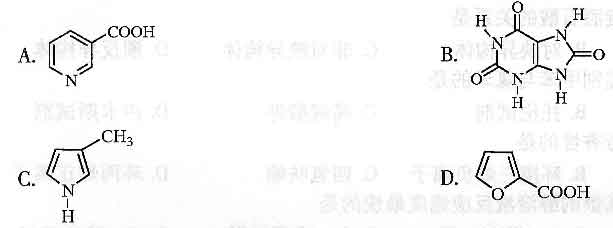 A.
COOH
N
B.
H O H
N N
O O
N N
H H
C.
CH₃
N
H
D.
O COOH